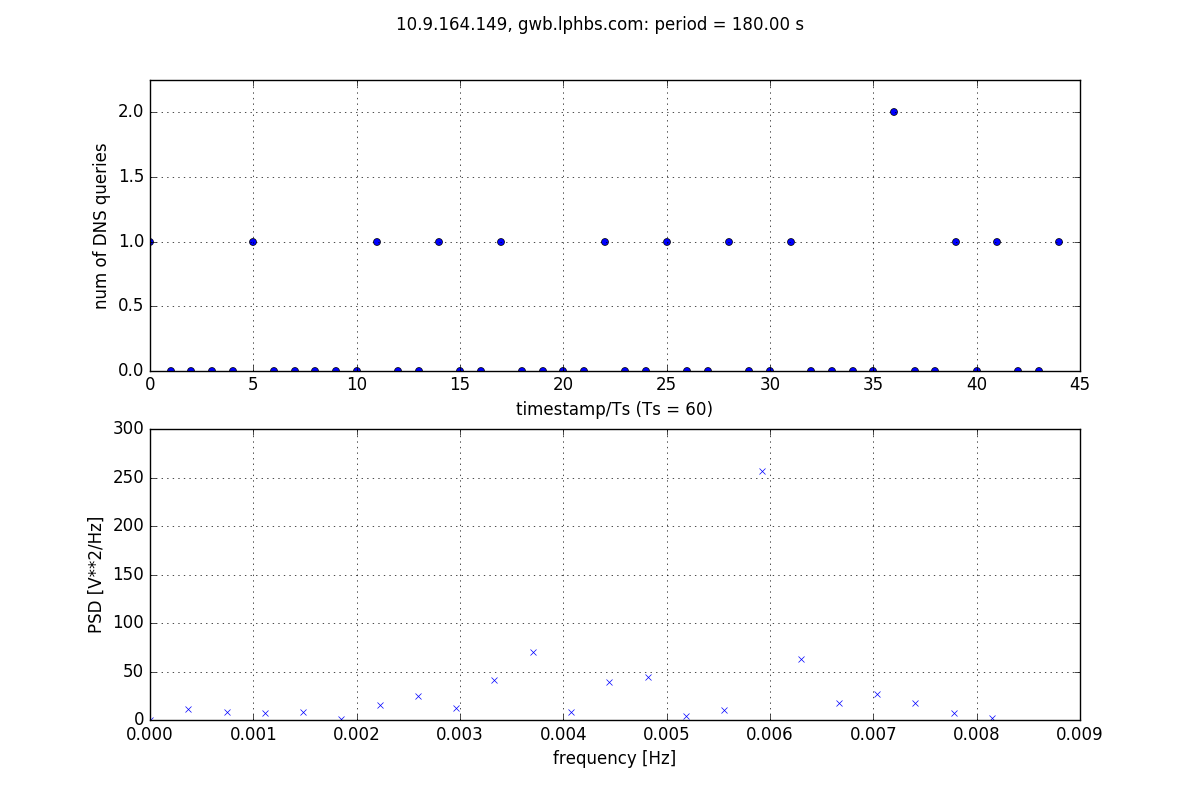 10.9.164.149, gwb.lphbs.com: period = 180.00 s
num of DNS queries
2.0
1.5
1.0
0.5
0.0
0 5 10 15 20 25 30 35 40 45
timestamp/Ts (Ts = 60)
PSD [V**2/Hz]
300
250
200
150
100
50
0
0.000 0.001 0.002 0.003 0.004 0.005 0.006 0.007 0.008 0.009
frequency [Hz]